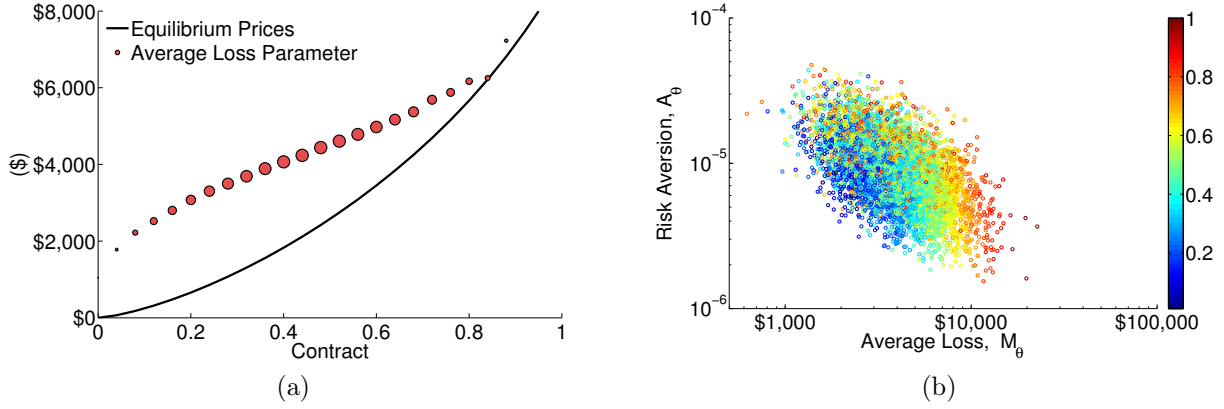 $8,000
$6,000
$4,000
$2,000
$0
($)
Equilibrium Prices
Average Loss Parameter
0 0.2 0.4 0.6 0.8 1
Contract
(a)
10⁻⁴
10⁻⁵
10⁻⁶
Risk Aversion, A_θ
$1,000 $10,000 $100,000
Average Loss, M_θ
1
0.8
0.6
0.4
0.2
(b)